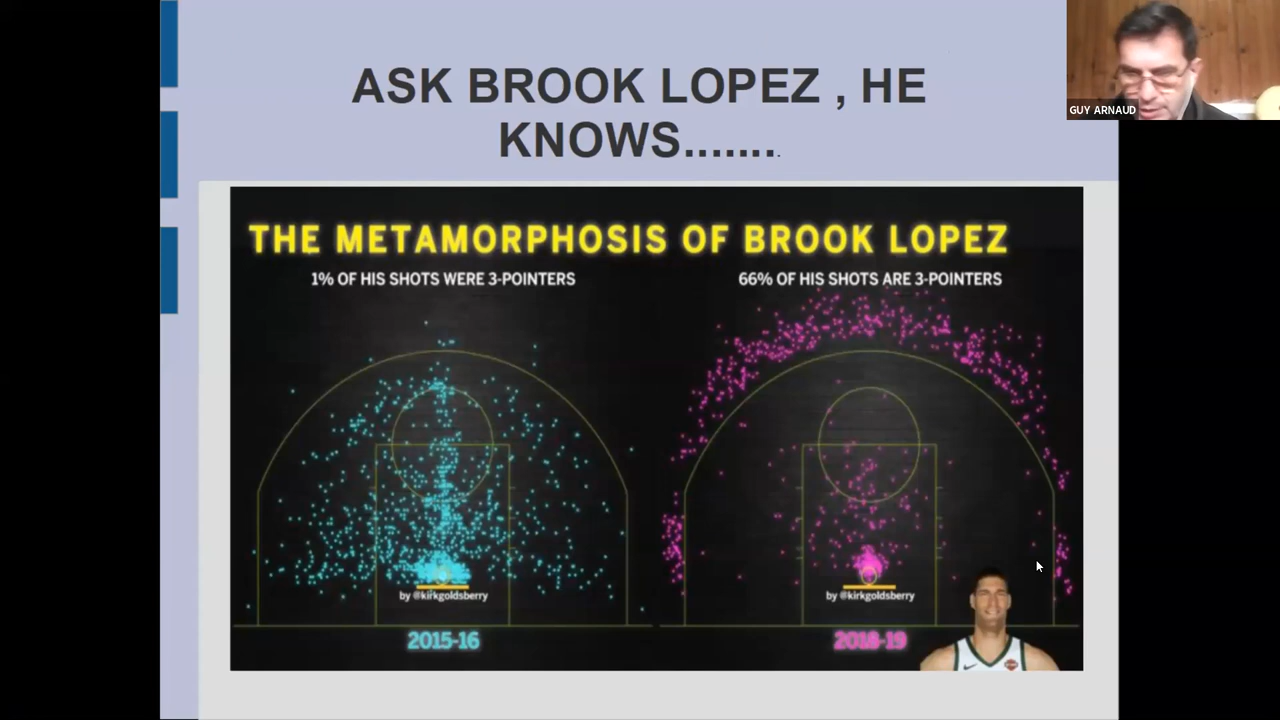 ASK BROOK LOPEZ , HE
KNOWS........
GUY ARNAUD
THE METAMORPHOSIS OF BROOK LOPEZ
1% OF HIS SHOTS WERE 3-POINTERS
66% OF HIS SHOTS ARE 3-POINTERS
by @kirkgoldsberry
by @kirkgoldsberry
2015-16
2018-19